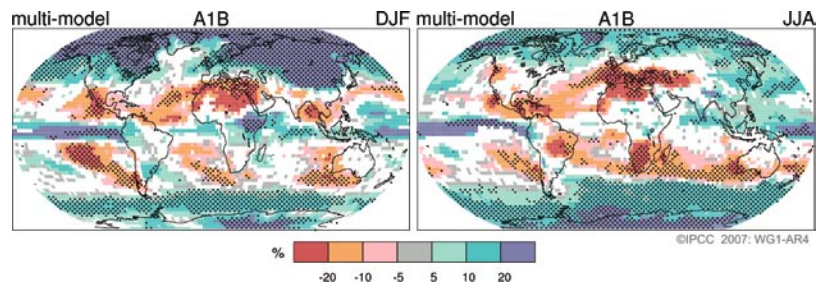 multi-model A1B DJF
multi-model A1B JJA
©IPCC 2007: WG1-AR4
%
-20 -10 -5 5 10 20